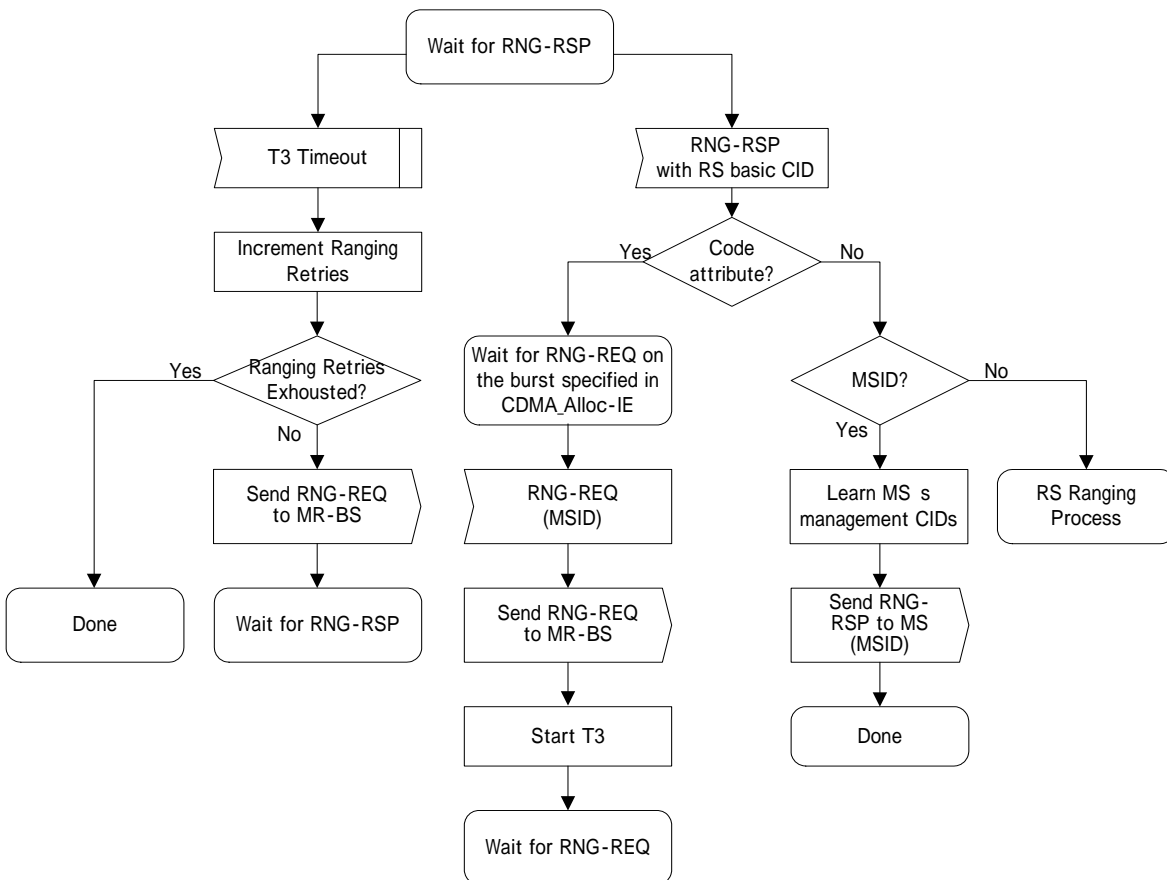 Wait for RNG-RSP
T3 Timeout
RNG-RSP
with RS basic CID
Increment Ranging
Retries
Yes
Code
attribute?
No
Yes
Ranging Retries
Exhousted?
No
Wait for RNG-REQ on
the burst specified in
CDMA_Alloc-IE
MSID?
No
Yes
Send RNG-REQ
to MR-BS
RNG-REQ
(MSID)
Learn MS s
management CIDs
RS Ranging
Process
Done
Wait for RNG-RSP
Send RNG-REQ
to MR-BS
Send RNG-
RSP to MS
(MSID)
Start T3
Done
Wait for RNG-REQ